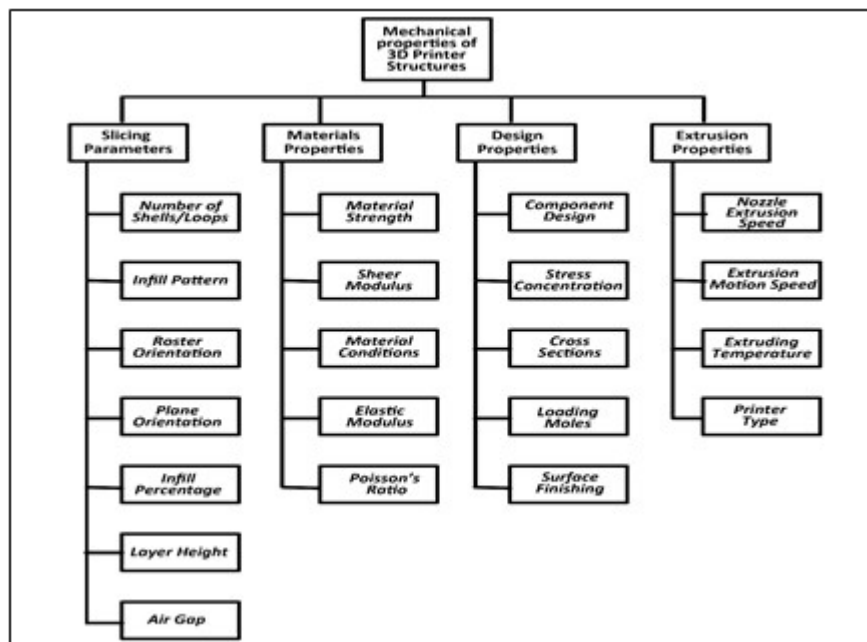 Mechanical
properties of
3D Printer
Structures
Slicing
Parameters
Materials
Properties
Design
Properties
Extrusion
Properties
Number of
Shells/Loops
Infill Pattern
Raster
Orientation
Plane
Orientation
Infill
Percentage
Layer Height
Air Gap
Material
Strength
Sheer
Modulus
Material
Conditions
Elastic
Modulus
Poisson's
Ratio
Component
Design
Stress
Concentration
Cross
Sections
Loading
Moles
Surface
Finishing
Nozzle
Extrusion
Speed
Extrusion
Motion Speed
Extruding
Temperature
Printer
Type